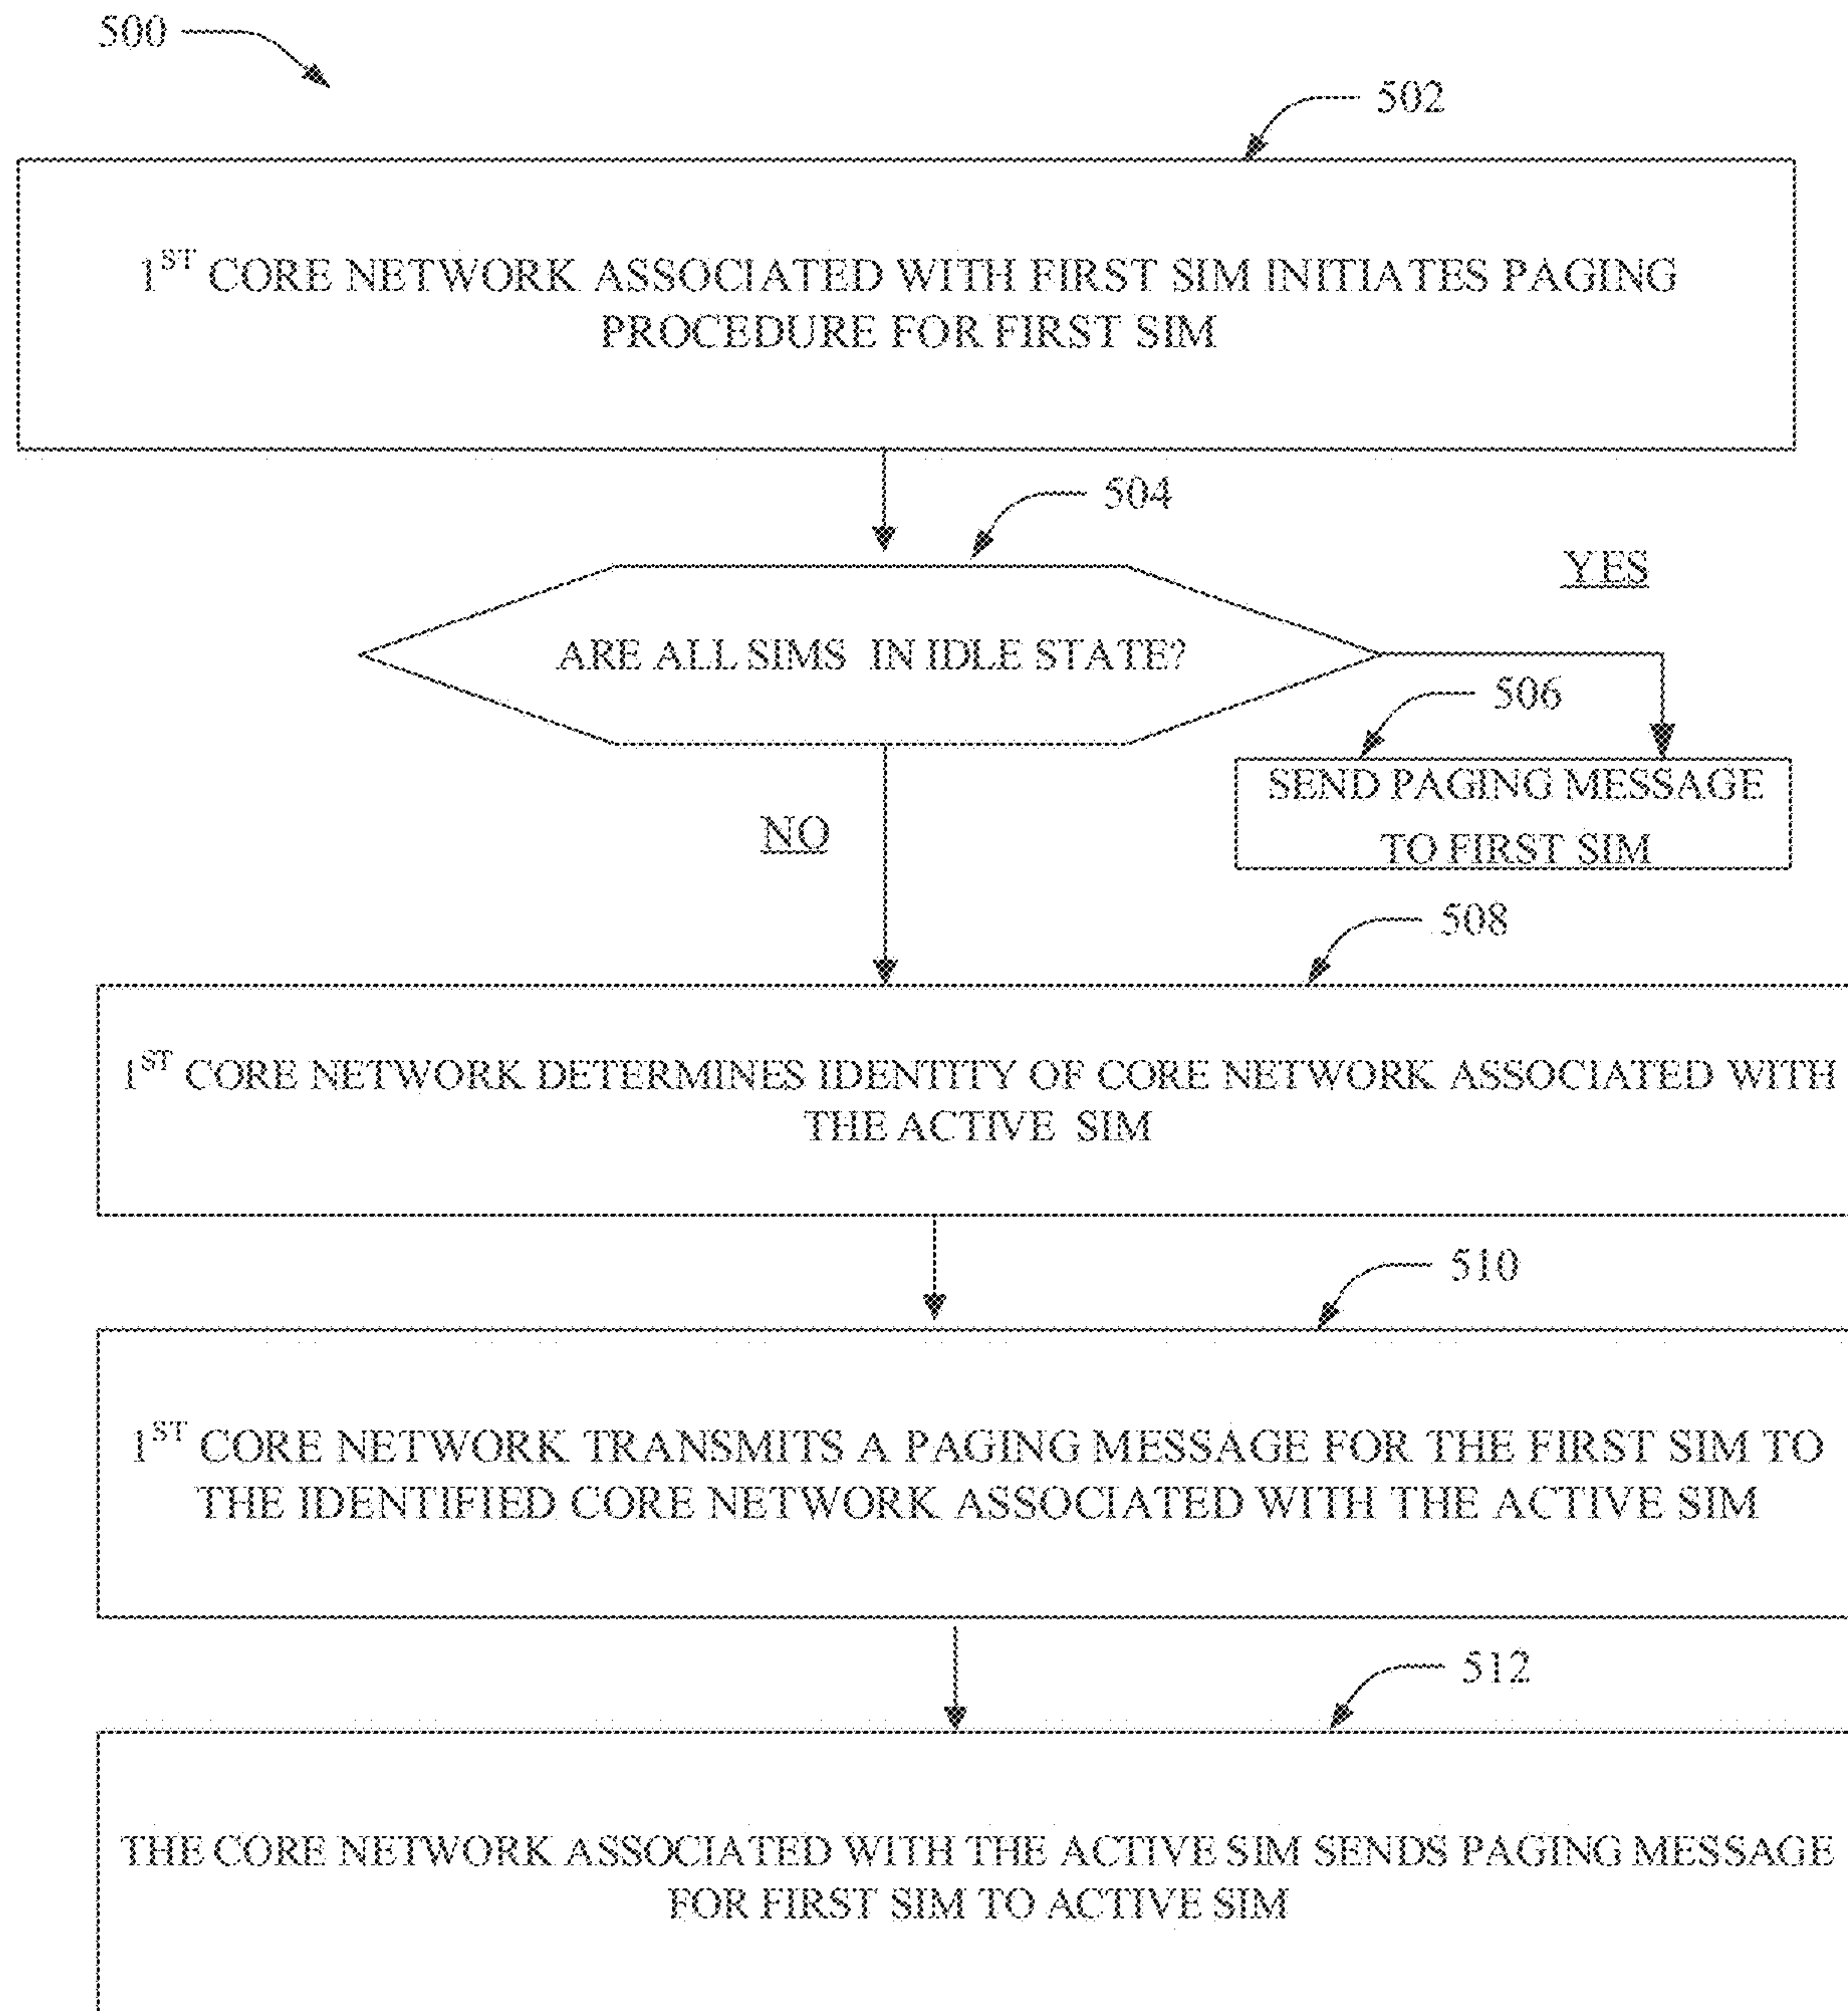 500
502
1ST CORE NETWORK ASSOCIATED WITH FIRST SIM INITIATES PAGING
PROCEDURE FOR FIRST SIM
504
YES
ARE ALL SIMS IN IDLE STATE?
506
SEND PAGING MESSAGE
TO FIRST SIM
NO
508
1ST CORE NETWORK DETERMINES IDENTITY OF CORE NETWORK ASSOCIATED WITH
THE ACTIVE SIM
510
1ST CORE NETWORK TRANSMITS A PAGING MESSAGE FOR THE FIRST SIM TO
THE IDENTIFIED CORE NETWORK ASSOCIATED WITH THE ACTIVE SIM
512
THE CORE NETWORK ASSOCIATED WITH THE ACTIVE SIM SENDS PAGING MESSAGE
FOR FIRST SIM TO ACTIVE SIM